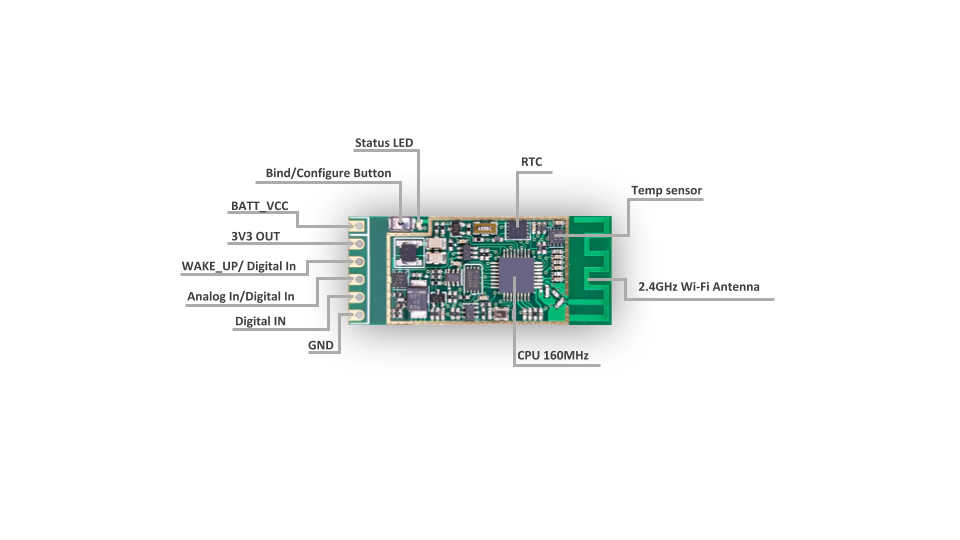 Status LED
RTC
Bind/Configure Button
Temp sensor
BATT_VCC
3V3 OUT
WAKE_UP/ Digital In
2.4GHz Wi-Fi Antenna
Analog In/Digital In
Digital IN
GND
CPU 160MHz